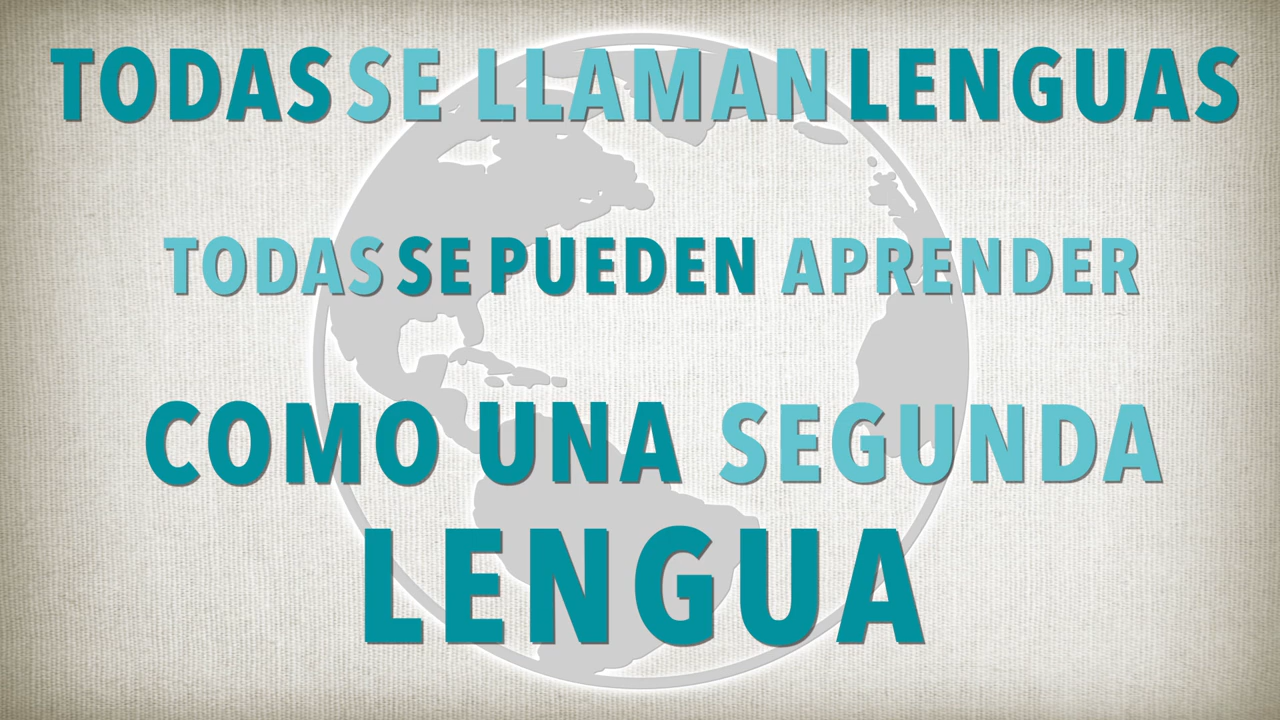 TODAS SE LLAMAN LENGUAS
TODAS SE PUEDEN APRENDER
COMO UNA SEGUNDA
LENGUA